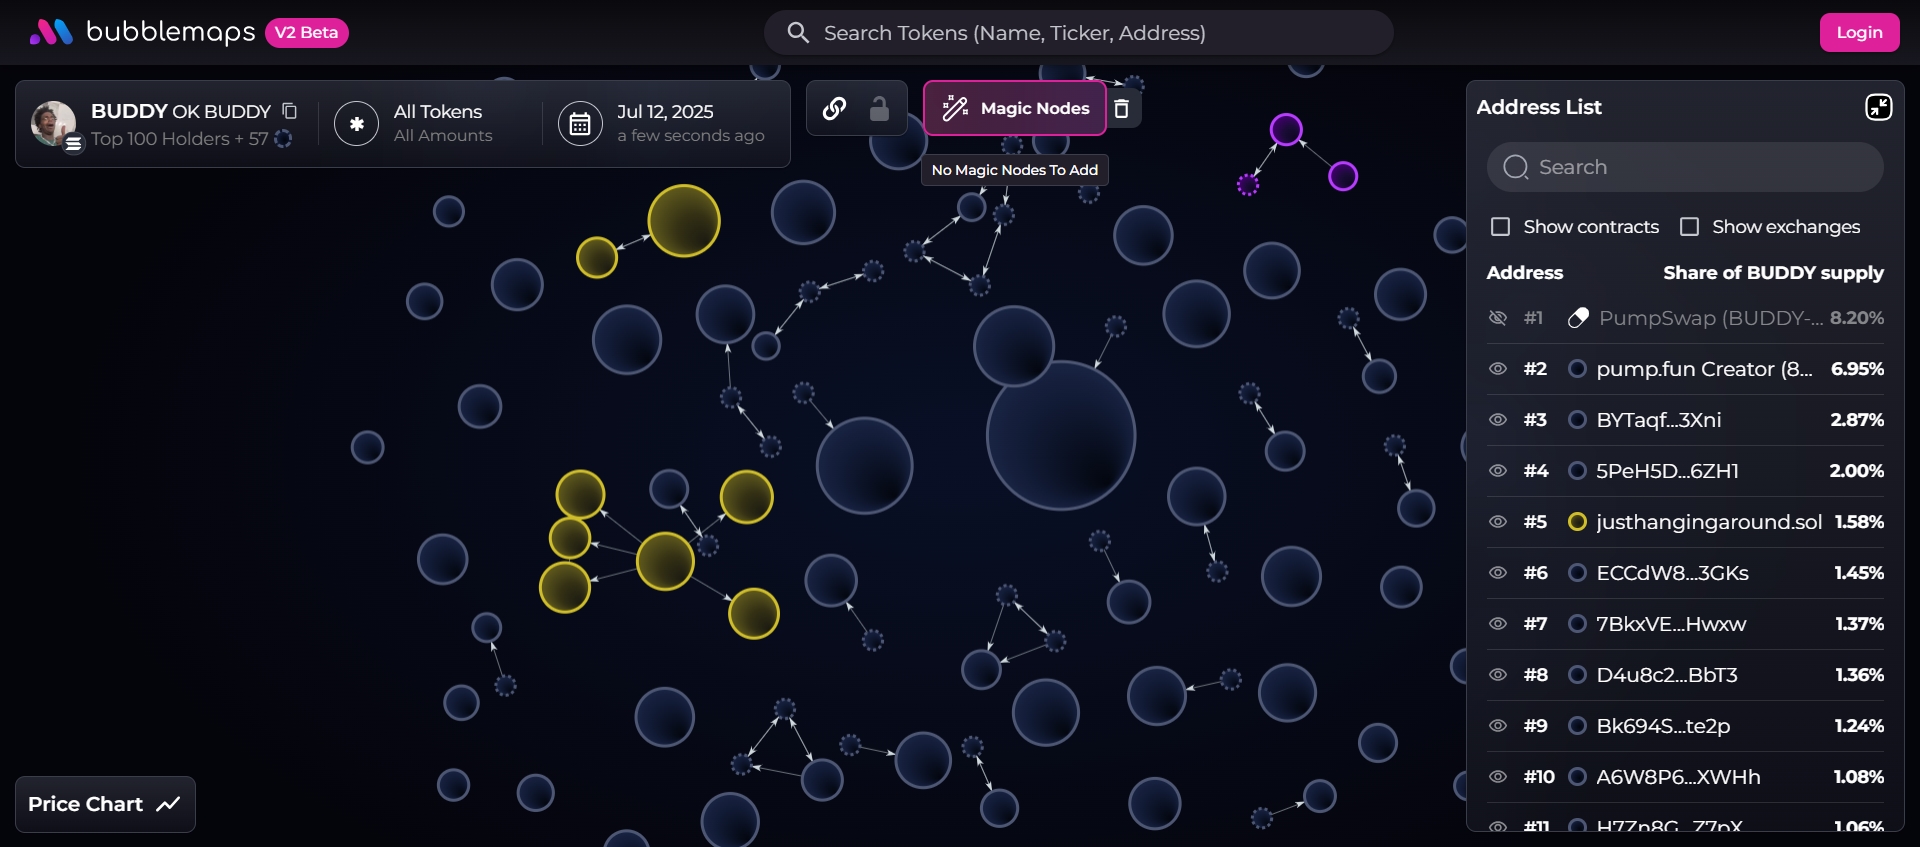 bubblemaps V2 Beta
Search Tokens (Name, Ticker, Address)
Login
BUDDY OK BUDDY
Top 100 Holders + 57
All Tokens
All Amounts
Jul 12, 2025
a few seconds ago
Magic Nodes
No Magic Nodes To Add
Address List
Search
Show contracts Show exchanges
Address Share of BUDDY supply
#1 PumpSwap (BUDDY-... 8.20%
#2 pump.fun Creator (8... 6.95%
#3 BYTaqf...3Xni 2.87%
#4 5PeH5D...6ZH1 2.00%
#5 justhangingaround.sol 1.58%
#6 ECCdW8...3GKs 1.45%
#7 7BkxVE...Hwxw 1.37%
#8 D4u8c2...BbT3 1.36%
#9 Bk694S...te2p 1.24%
#10 A6W8P6...XWHh 1.08%
#11 H7Zn8G...Z7pX 1.06%
Price Chart